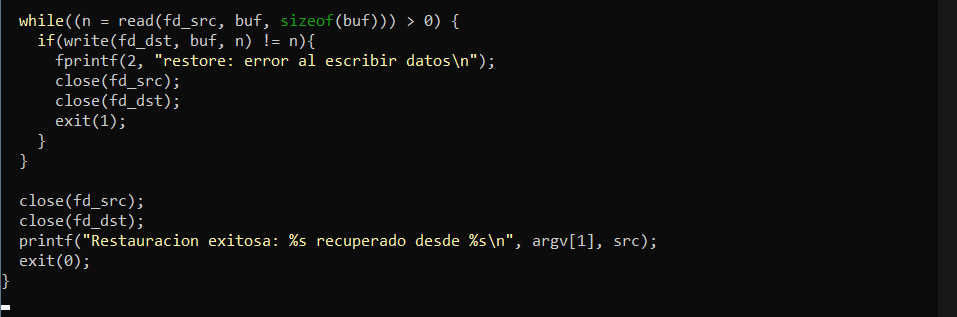 while((n = read(fd_src, buf, sizeof(buf))) > 0) {
if(write(fd_dst, buf, n) != n){
fprintf(2, "restore: error al escribir datos\n");
close(fd_src);
close(fd_dst);
exit(1);
}
}
close(fd_src);
close(fd_dst);
printf("Restauracion exitosa: %s recuperado desde %s\n", argv[1], src);
exit(0);
}